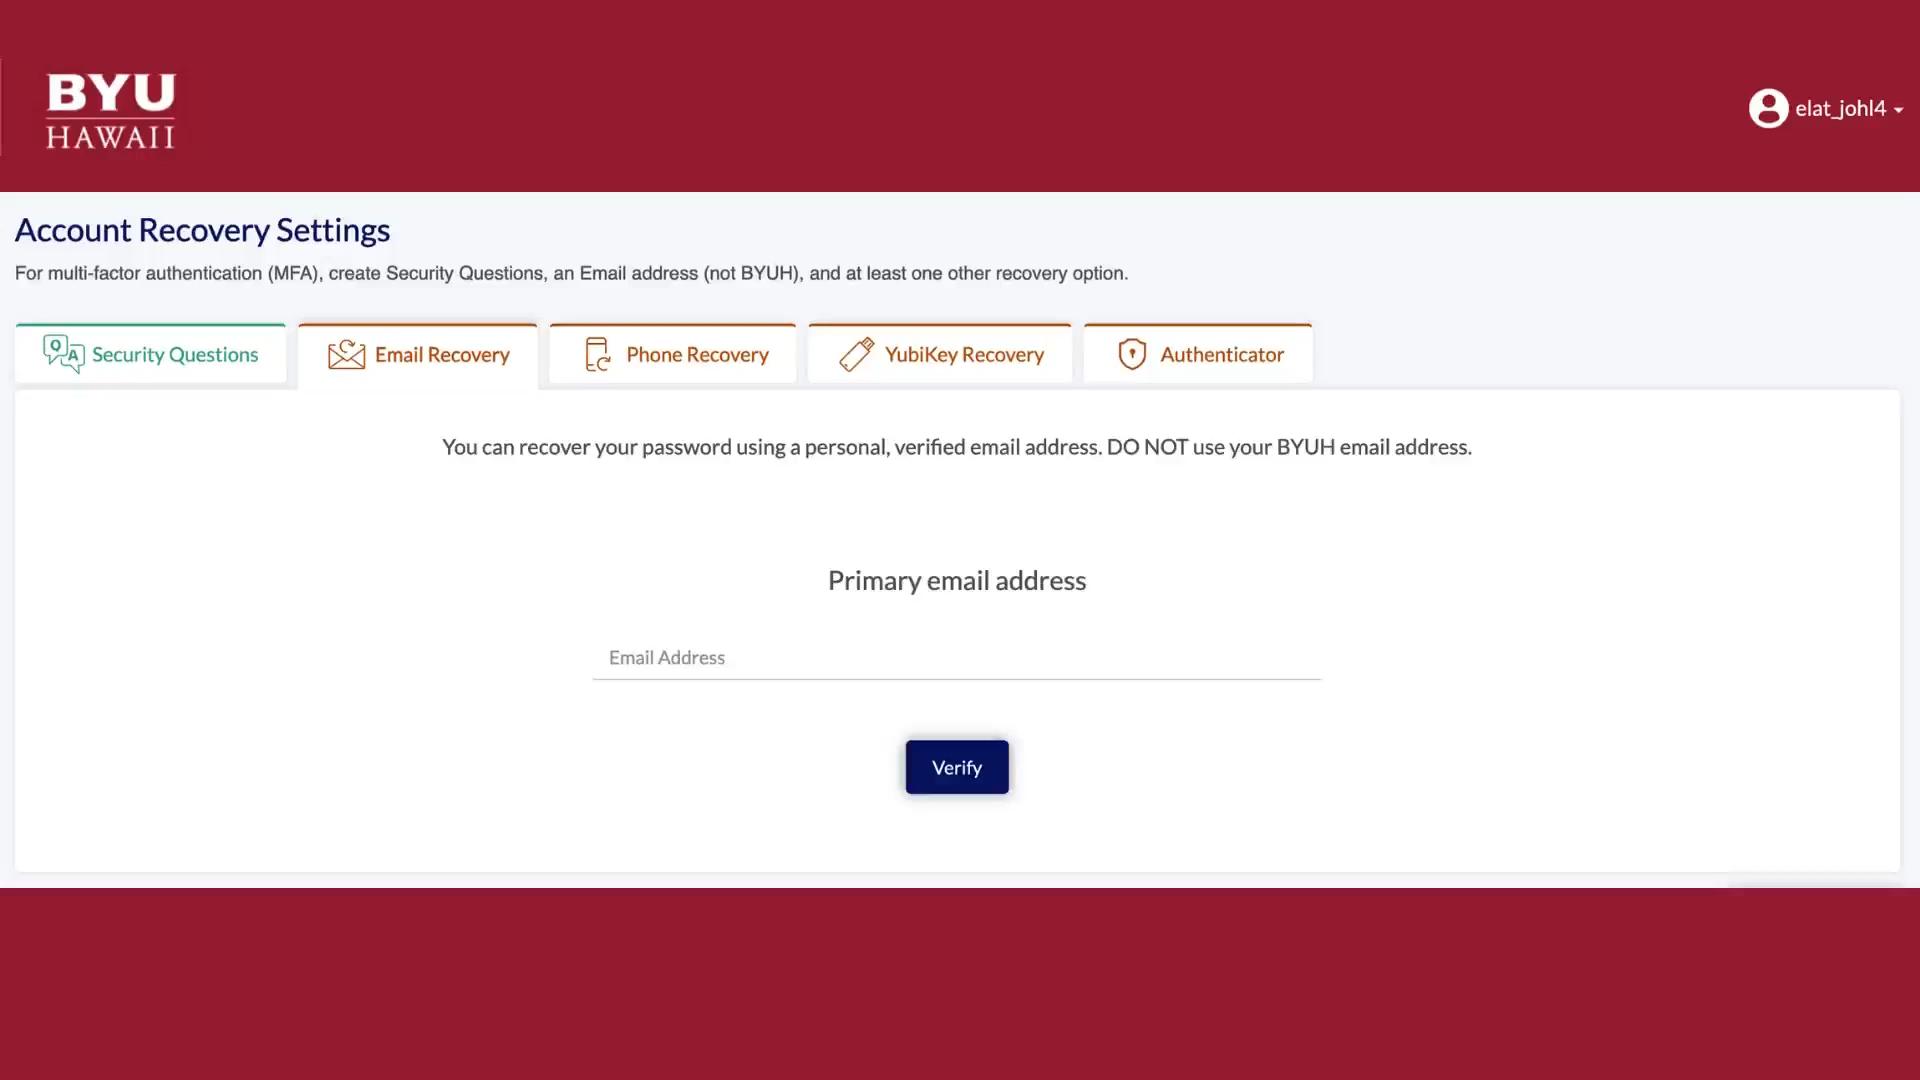 BYU
HAWAII
elat_johl4
Account Recovery Settings
For multi-factor authentication (MFA), create Security Questions, an Email address (not BYUH), and at least one other recovery option.
Q A Security Questions
Email Recovery
Phone Recovery
YubiKey Recovery
Authenticator
You can recover your password using a personal, verified email address. DO NOT use your BYUH email address.
Primary email address
Email Address
Verify